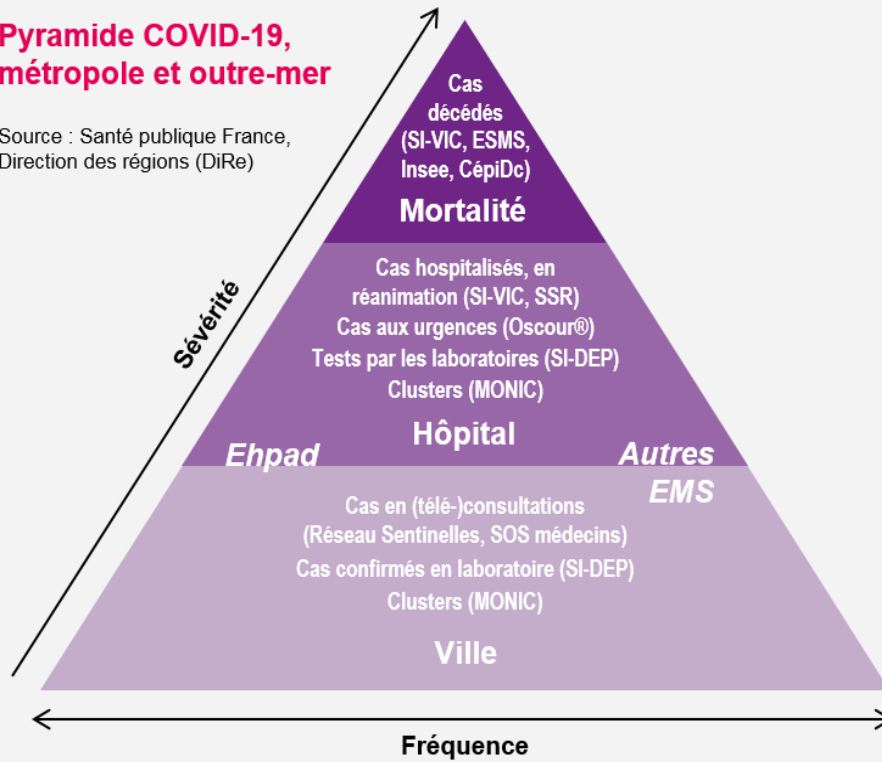 Pyramide COVID-19,
métropole et outre-mer
Source : Santé publique France,
Direction des régions (DiRe)
Cas
décédés
(SI-VIC, ESMS,
Insee, CépiDc)
Mortalité
Sévérité
Cas hospitalisés, en
réanimation (SI-VIC, SSR)
Cas aux urgences (Oscour®)
Tests par les laboratoires (SI-DEP)
Clusters (MONIC)
Hôpital
Ehpad
Autres
EMS
Cas en (télé-)consultations
(Réseau Sentinelles, SOS médecins)
Cas confirmés en laboratoire (SI-DEP)
Clusters (MONIC)
Ville
Fréquence